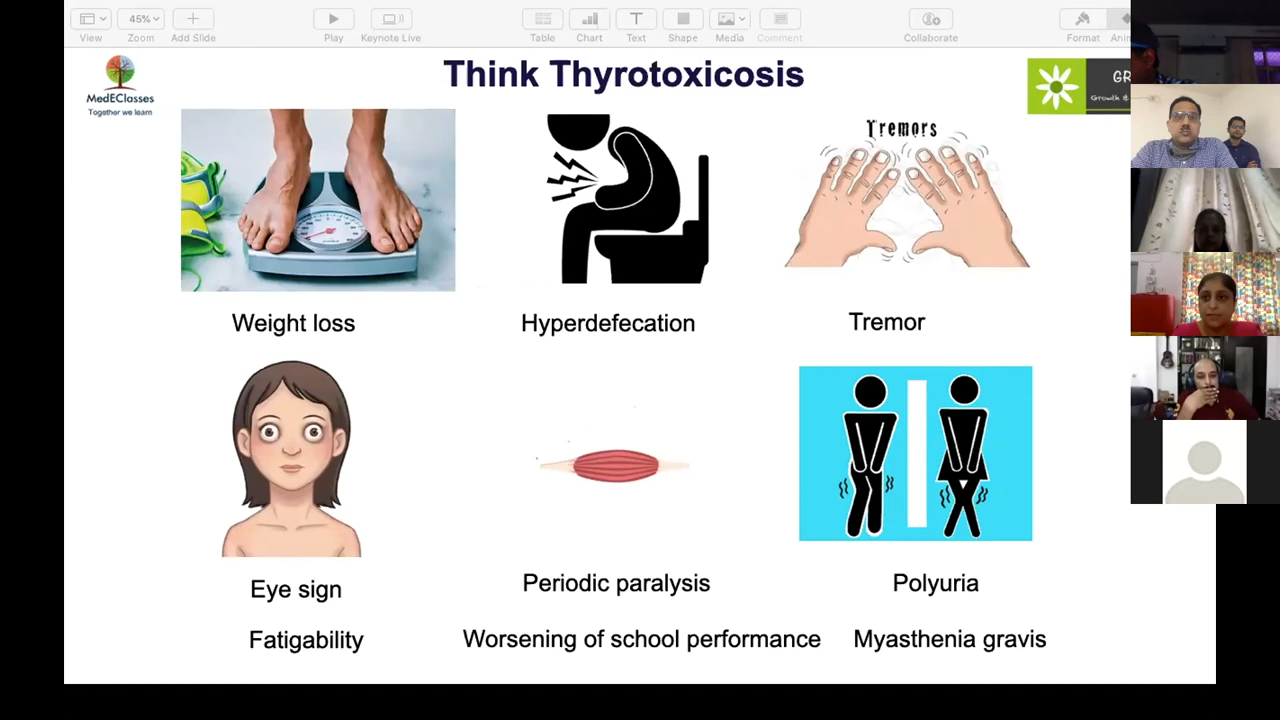 45%
View
Zoom
Add Slide
Play
Keynote Live
Table
Chart
Text
Shape
Media
Comment
Collaborate
Format
Think Thyrotoxicosis
MedEClasses
Together we learn
Growth &
Tremors
Weight loss
Hyperdefecation
Tremor
Eye sign
Periodic paralysis
Polyuria
Fatigability
Worsening of school performance
Myasthenia gravis